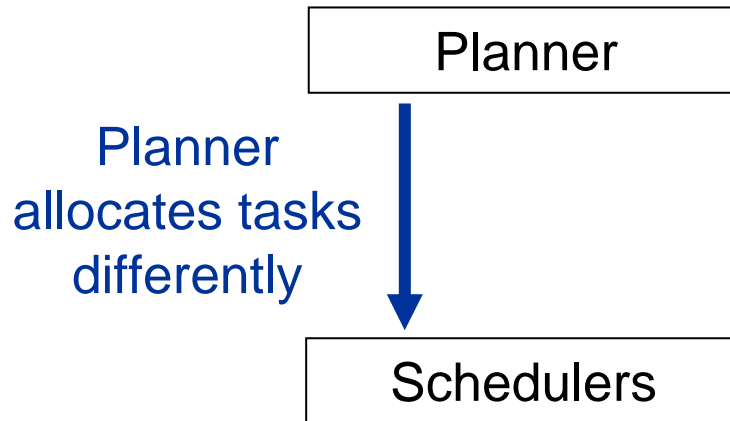 Planner
Planner
allocates tasks
differently
Schedulers